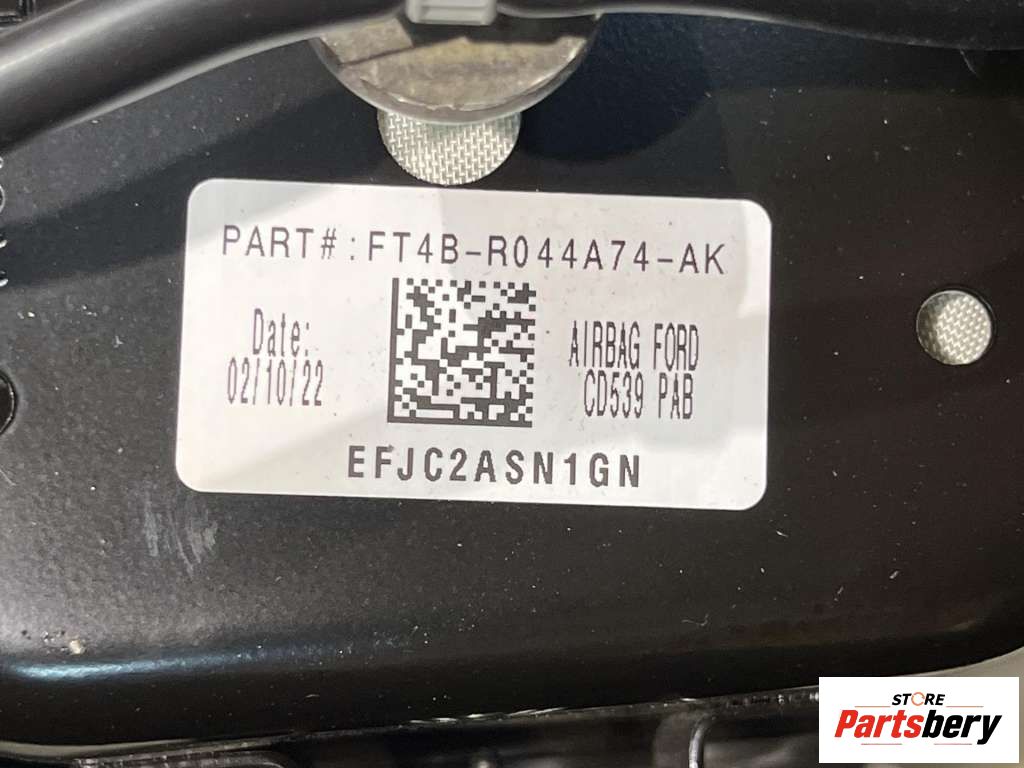 PART#: FT4B-R044A74-AK
Date:
02/10/22
AIRBAG FORD
CD539 PAB
EFJC2ASN1GN
STORE
Partsbery